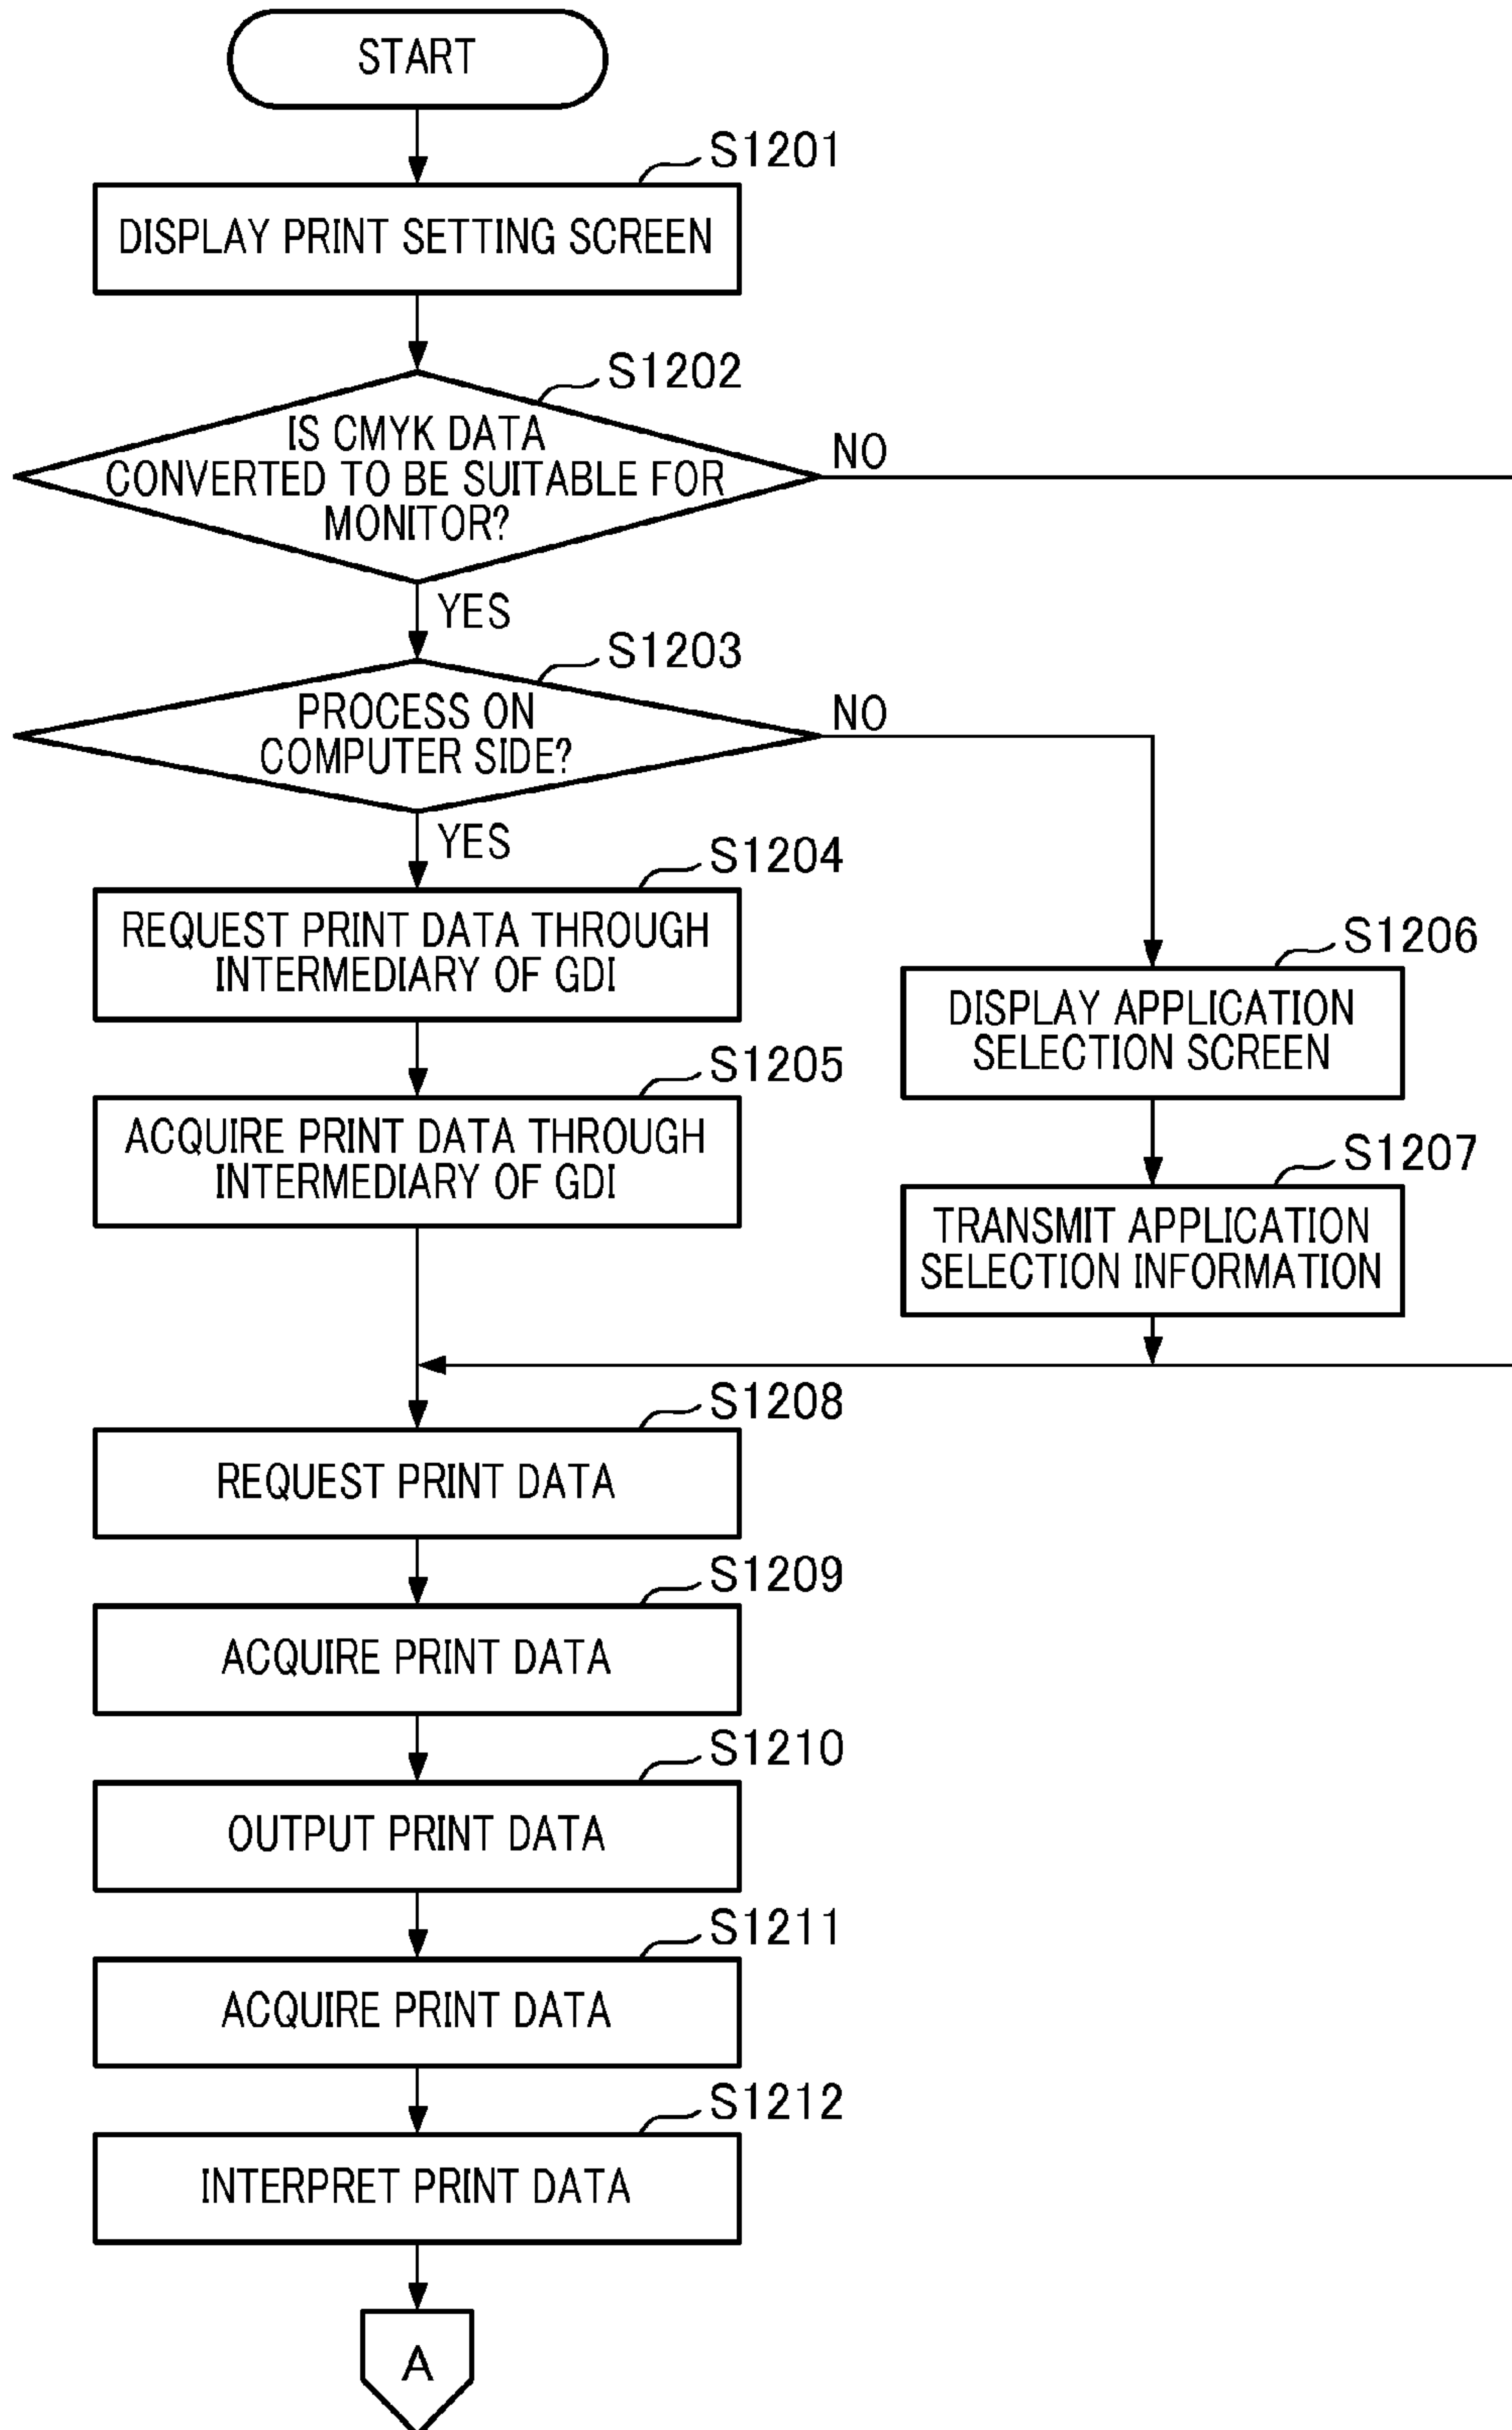 START
S1201
DISPLAY PRINT SETTING SCREEN
S1202
IS CMYK DATA
CONVERTED TO BE SUITABLE FOR
MONITOR?
NO
YES
S1203
PROCESS ON
COMPUTER SIDE?
NO
YES
S1204
REQUEST PRINT DATA THROUGH
INTERMEDIARY OF GDI
S1205
ACQUIRE PRINT DATA THROUGH
INTERMEDIARY OF GDI
S1206
DISPLAY APPLICATION
SELECTION SCREEN
S1207
TRANSMIT APPLICATION
SELECTION INFORMATION
S1208
REQUEST PRINT DATA
S1209
ACQUIRE PRINT DATA
S1210
OUTPUT PRINT DATA
S1211
ACQUIRE PRINT DATA
S1212
INTERPRET PRINT DATA
A